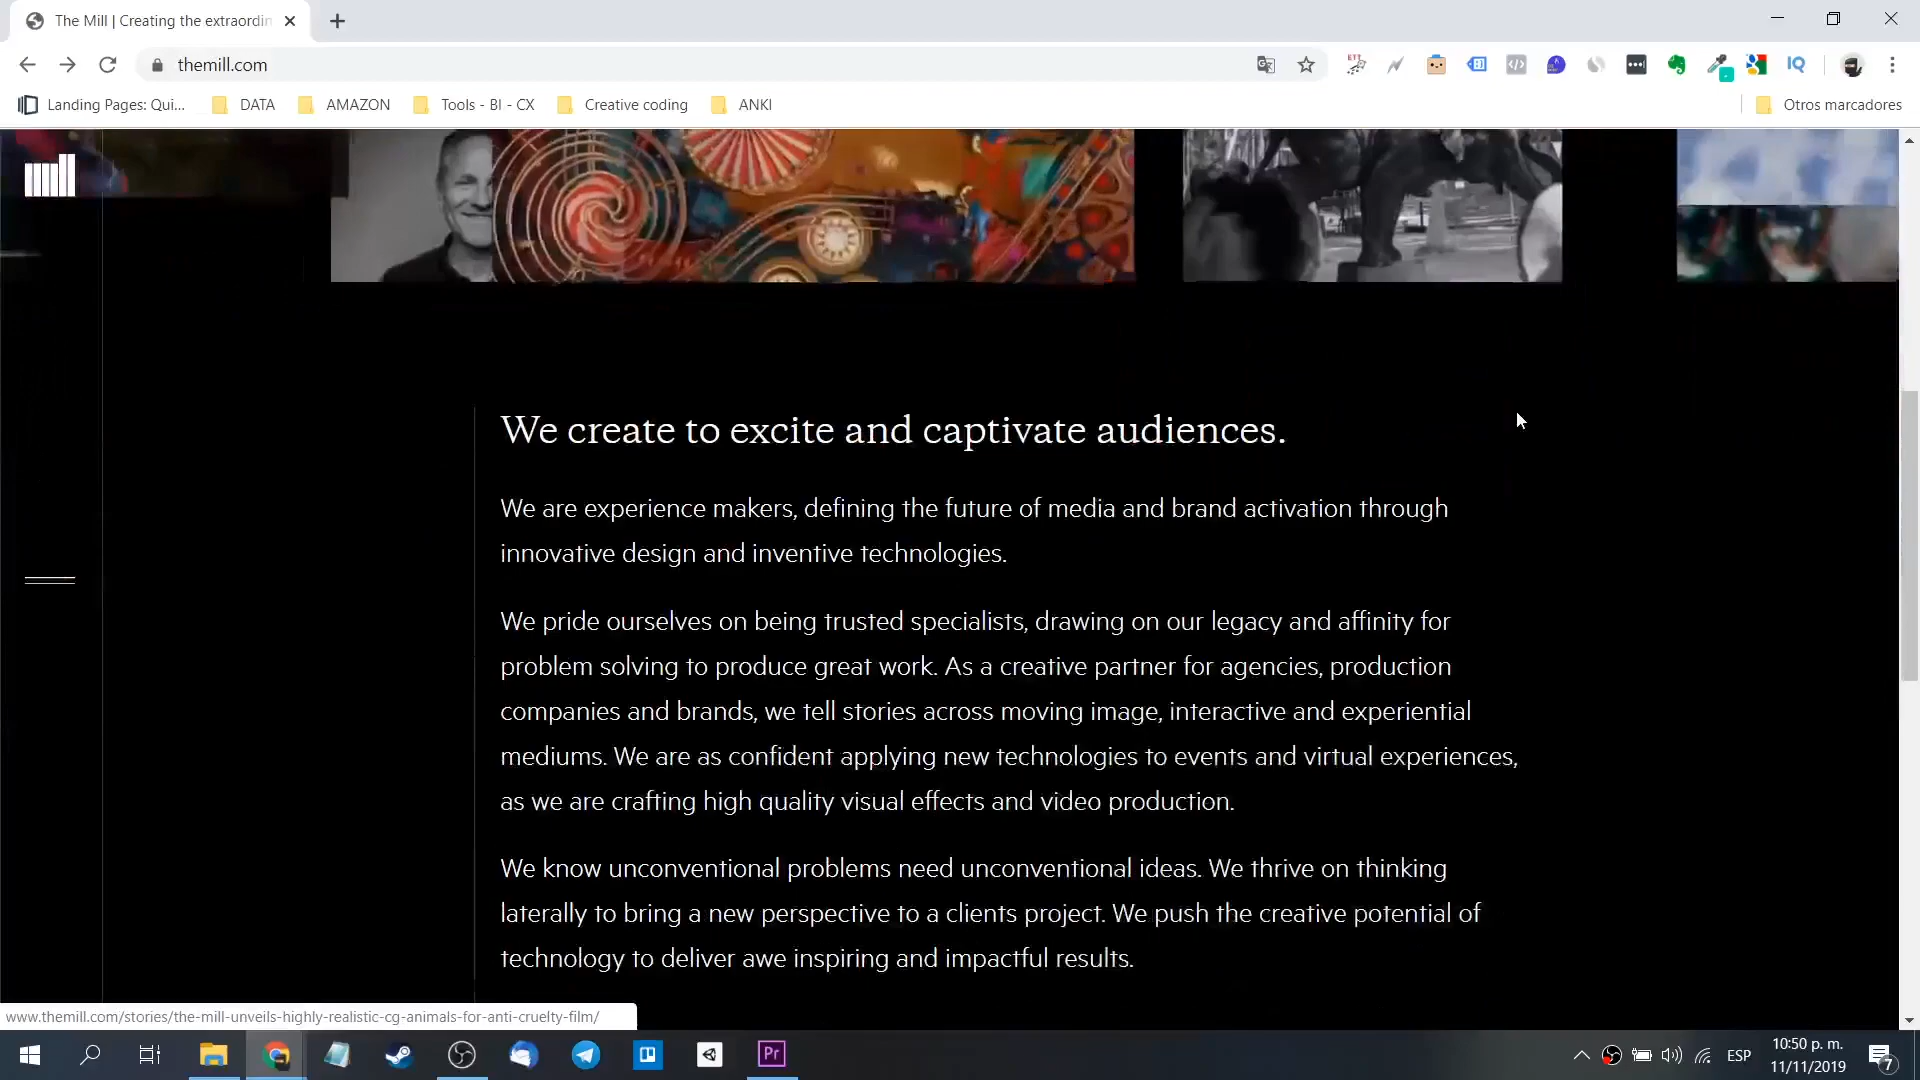 The Mill | Creating the extraordin
themill.com
Landing Pages: Qui...
DATA
AMAZON
Tools - BI - CX
Creative coding
ANKI
Otros marcadores
We create to excite and captivate audiences.
We are experience makers, defining the future of media and brand activation through
innovative design and inventive technologies.
We pride ourselves on being trusted specialists, drawing on our legacy and affinity for
problem solving to produce great work. As a creative partner for agencies, production
companies and brands, we tell stories across moving image, interactive and experiential
mediums. We are as confident applying new technologies to events and virtual experiences,
as we are crafting high quality visual effects and video production.
We know unconventional problems need unconventional ideas. We thrive on thinking
laterally to bring a new perspective to a clients project. We push the creative potential of
technology to deliver awe inspiring and impactful results.
www.themill.com/stories/the-mill-unveils-highly-realistic-cg-animals-for-anti-cruelty-film/
Pr
ESP
10:50 p. m.
11/11/2019
7